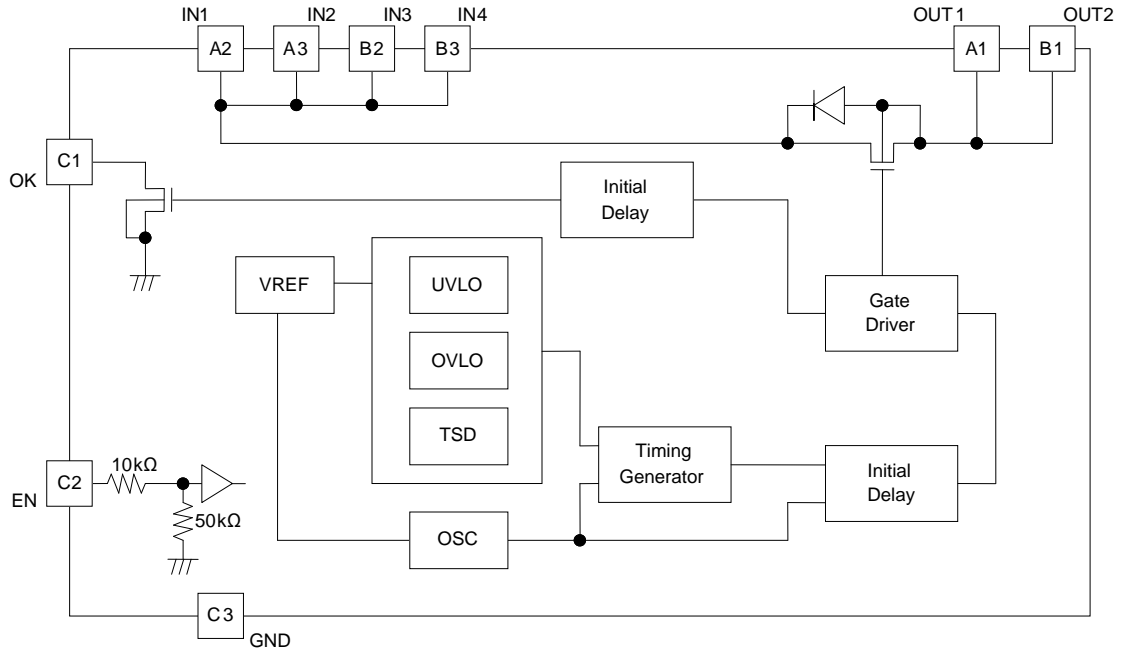 IN1
IN2
IN3
IN4
OUT1
OUT2
A2
A3
B2
B3
A1
B1
C1
OK
Initial
Delay
VREF
UVLO
OVLO
TSD
Gate
Driver
Timing
Generator
Initial
Delay
C2
EN
10kΩ
50kΩ
OSC
C3
GND